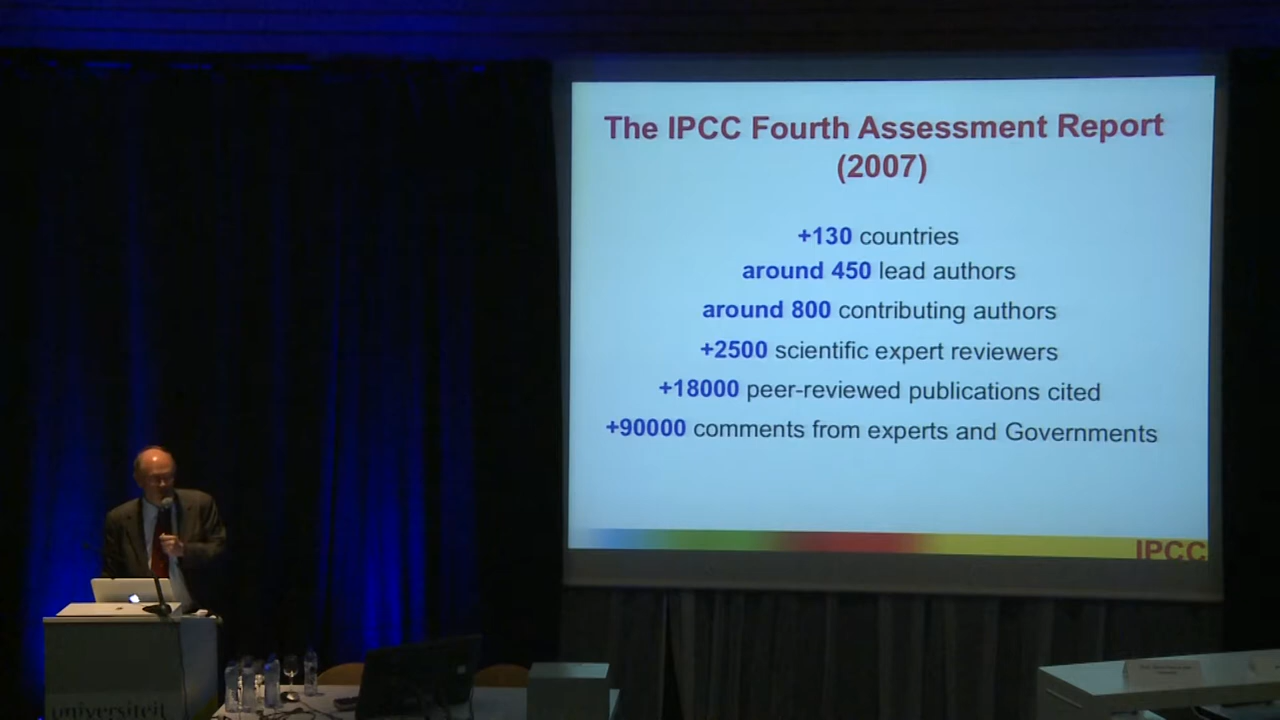 The IPCC Fourth Assessment Report
(2007)
+130 countries
around 450 lead authors
around 800 contributing authors
+2500 scientific expert reviewers
+18000 peer-reviewed publications cited
+90000 comments from experts and Governments
IPCC
universiteit